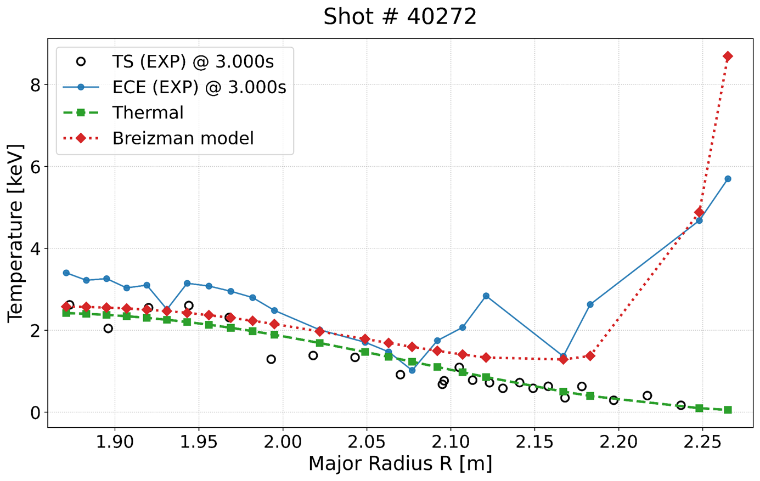 Shot # 40272
TS (EXP) @ 3.000s
ECE (EXP) @ 3.000s
Thermal
Breizman model
Temperature [keV]
8
6
4
2
0
1.90 1.95 2.00 2.05 2.10 2.15 2.20 2.25
Major Radius R [m]